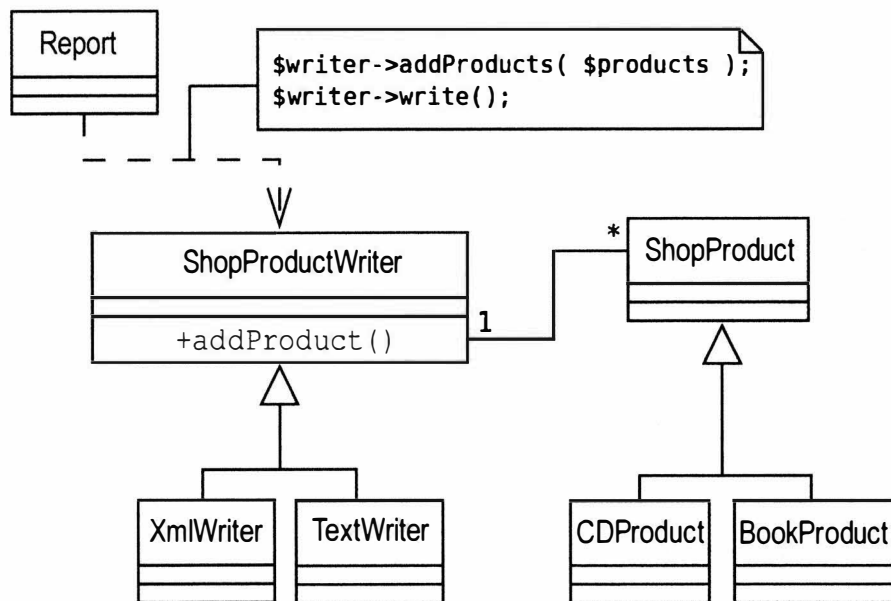 Report
$writer->addProducts( $products );
$writer->write();
ShopProductWriter
+addProduct()
1
*
ShopProduct
XmlWriter
TextWriter
CDProduct
BookProduct